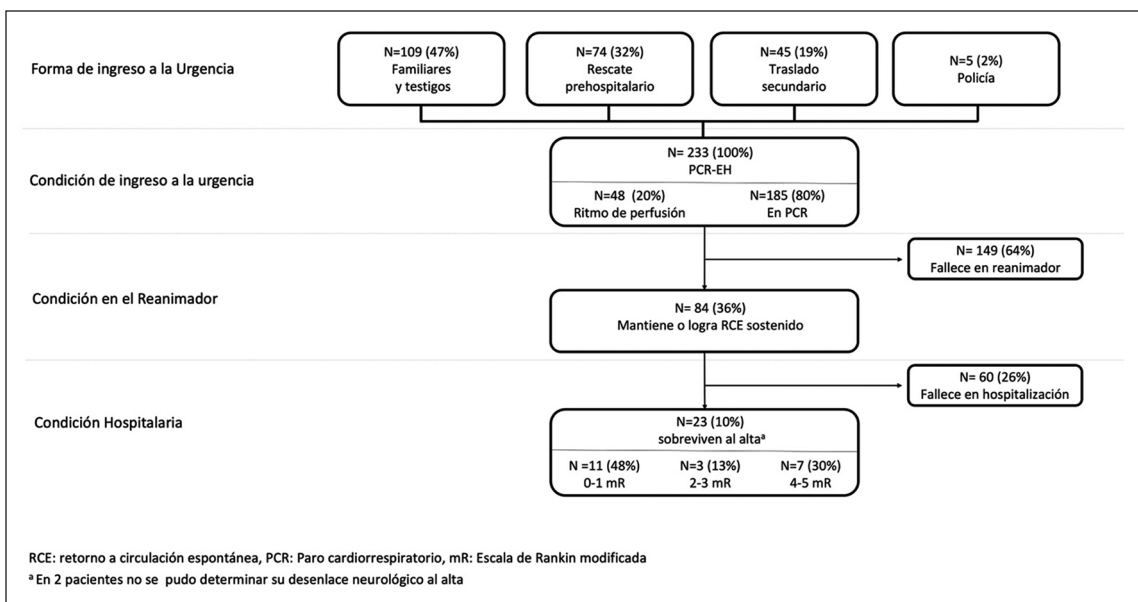 Forma de ingreso a la Urgencia
N=109 (47%)
Familiares
y testigos
N=74 (32%)
Rescate
prehospitalario
N=45 (19%)
Traslado
secundario
N=5 (2%)
Policía
Condición de ingreso a la urgencia
N= 233 (100%)
PCR-EH
N=48 (20%)
Ritmo de perfusión
N=185 (80%)
En PCR
N= 149 (64%)
Fallece en reanimador
Condición en el Reanimador
N= 84 (36%)
Mantiene o logra RCE sostenido
N= 60 (26%)
Fallece en hospitalización
Condición Hospitalaria
N=23 (10%)
sobreviven al altaª
N =11 (48%)
0-1 mR
N=3 (13%)
2-3 mR
N=7 (30%)
4-5 mR
RCE: retorno a circulación espontánea, PCR: Paro cardiorrespiratorio, mR: Escala de Rankin modificada
ª En 2 pacientes no se pudo determinar su desenlace neurológico al alta